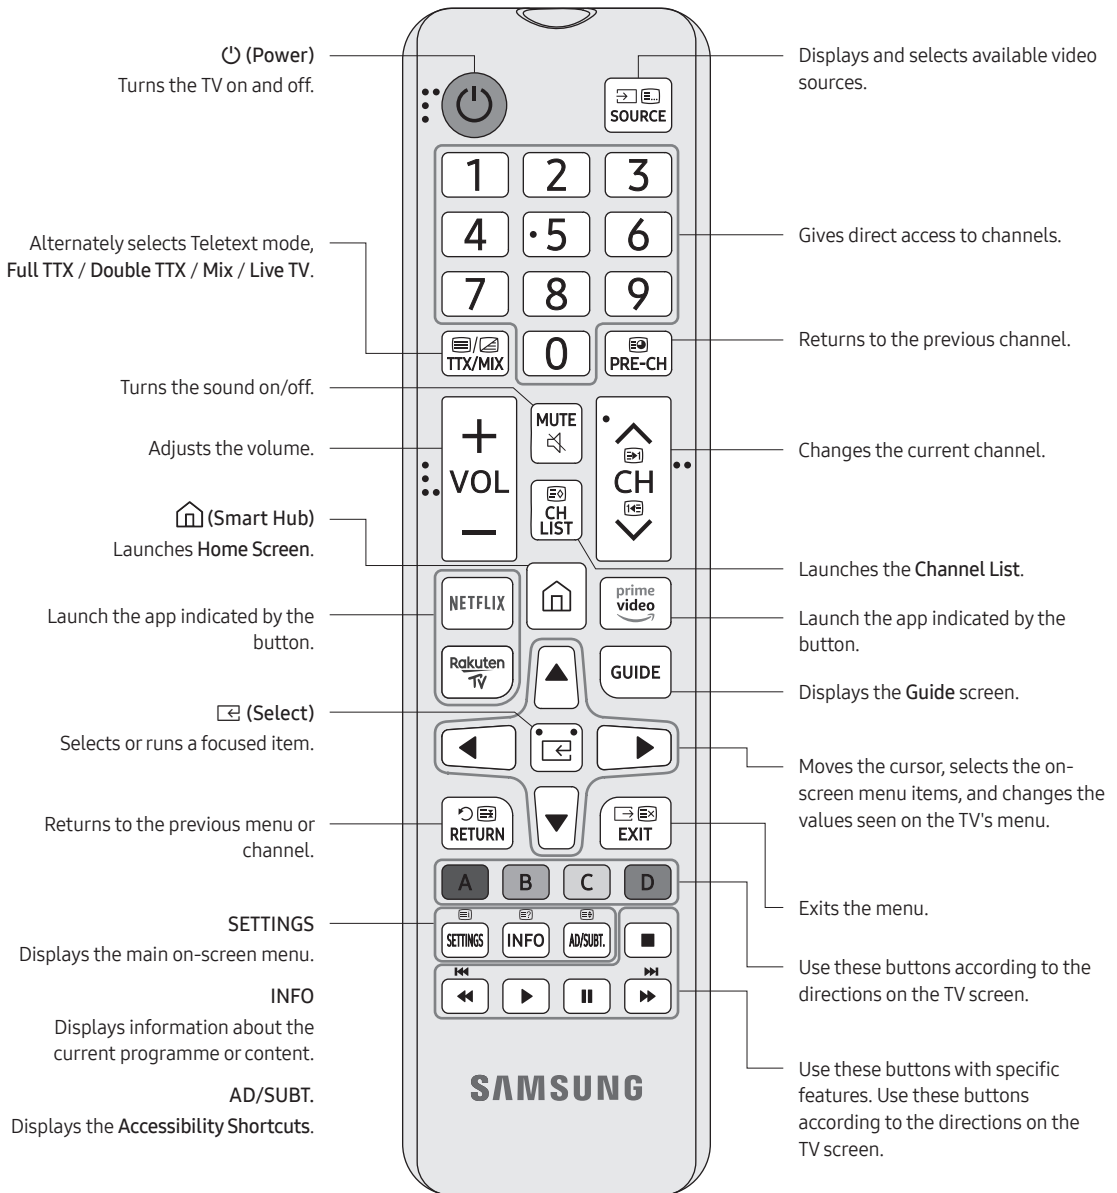 (Power)
Turns the TV on and off.
Alternately selects Teletext mode,
Full TTX / Double TTX / Mix / Live TV.
Turns the sound on/off.
Adjusts the volume.
(Smart Hub)
Launches Home Screen.
Launch the app indicated by the
button.
(Select)
Selects or runs a focused item.
Returns to the previous menu or
channel.
SETTINGS
Displays the main on-screen menu.
INFO
Displays information about the
current programme or content.
AD/SUBT.
Displays the Accessibility Shortcuts.
SOURCE
1 2 3
4 5 6
7 8 9
TTX/MIX 0 PRE-CH
+
VOL
−
MUTE
CH
LIST
CH
NETFLIX
prime
video
Rakuten
TV
GUIDE
RETURN
EXIT
A B C D
SETTINGS INFO AD/SUBT.
SAMSUNG
Displays and selects available video
sources.
Gives direct access to channels.
Returns to the previous channel.
Changes the current channel.
Launches the Channel List.
Launch the app indicated by the
button.
Displays the Guide screen.
Moves the cursor, selects the on-
screen menu items, and changes the
values seen on the TV's menu.
Exits the menu.
Use these buttons according to the
directions on the TV screen.
Use these buttons with specific
features. Use these buttons
according to the directions on the
TV screen.